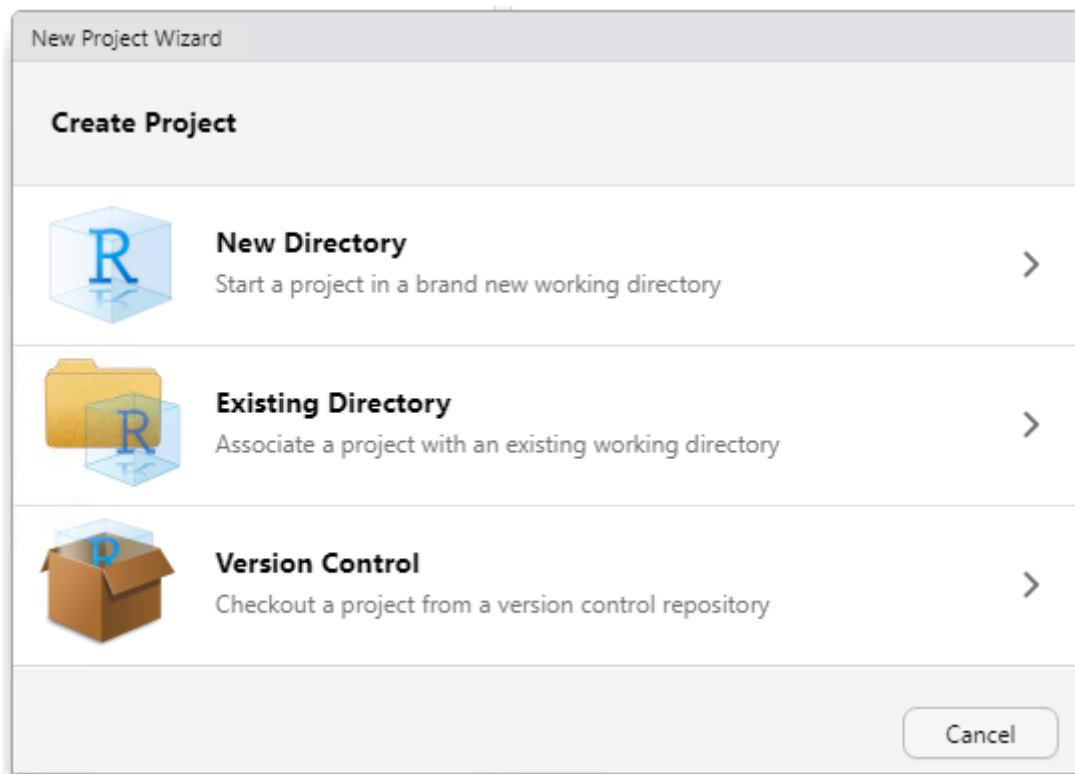 New Project Wizard
Create Project
R
New Directory
Start a project in a brand new working directory
R
Existing Directory
Associate a project with an existing working directory
R
Version Control
Checkout a project from a version control repository
Cancel